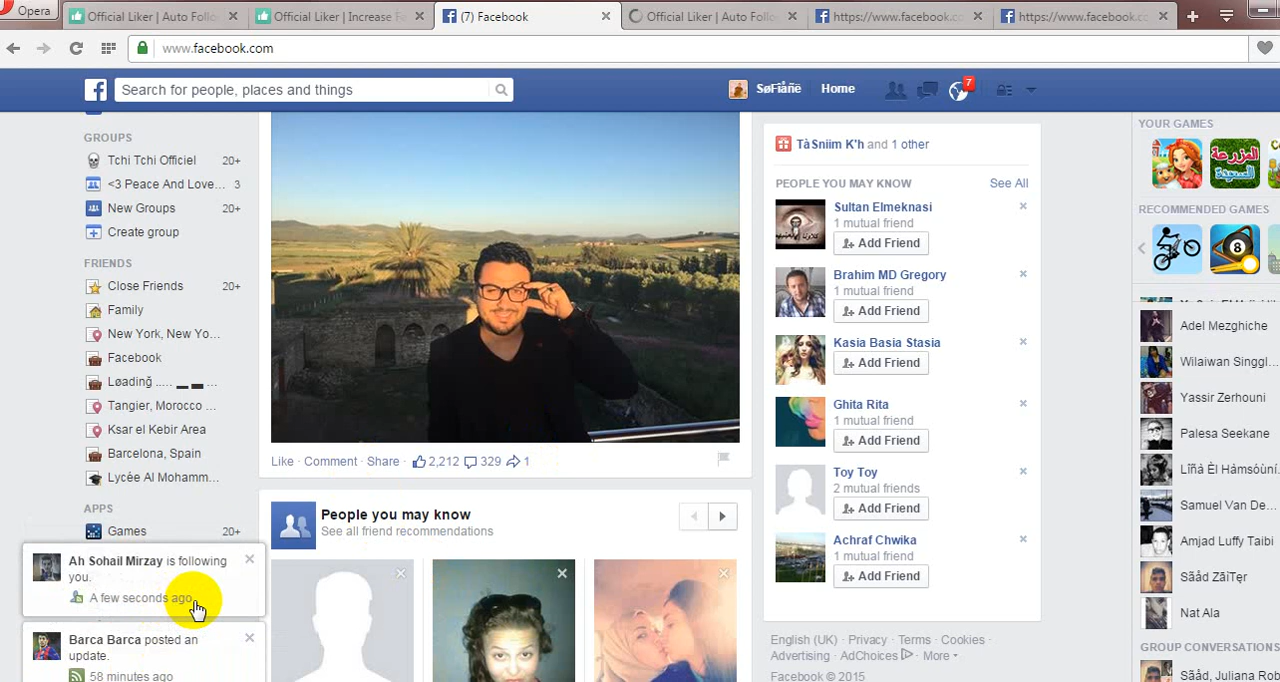 Opera
Official Liker | Auto Follo
Official Liker | Increase F
(7) Facebook
Official Liker | Auto Follo
https://www.facebook.con
https://www.facebook.com
www.facebook.com
Search for people, places and things
SøFîåñë
Home
7
GROUPS
Tchi Tchi Officiel 20+
<3 Peace And Love... 3
New Groups 20+
Create group
FRIENDS
Close Friends 20+
Family
New York, New Yo...
Facebook
Tangier, Morocco ...
Ksar el Kebir Area
Barcelona, Spain
Lycée Al Mohamm...
APPS
Games 20+
Ah Sohail Mirzay is following
you.
A few seconds ago
Barca Barca posted an
update.
58 minutes ago
Like · Comment · Share · 2,212 329 1
People you may know
See all friend recommendations
TàSniim K'h and 1 other
PEOPLE YOU MAY KNOW See All
Sultan Elmeknasi
1 mutual friend
Add Friend
Brahim MD Gregory
1 mutual friend
Add Friend
Kasia Basia Stasia
Add Friend
Ghita Rita
1 mutual friend
Add Friend
Toy Toy
2 mutual friends
Add Friend
Achraf Chwika
1 mutual friend
Add Friend
English (UK) · Privacy · Terms · Cookies ·
Advertising · AdChoices · More
Facebook © 2015
YOUR GAMES
المزرعة
السعيدة
RECOMMENDED GAMES
8
Adel Mezghiche
Wilaiwan Singgl...
Yassir Zerhouni
Palesa Seekane
Lîñå Èl Hámsòúní.
Samuel Van De...
Amjad Luffy Taibi
Nat Ala
GROUP CONVERSATIONS